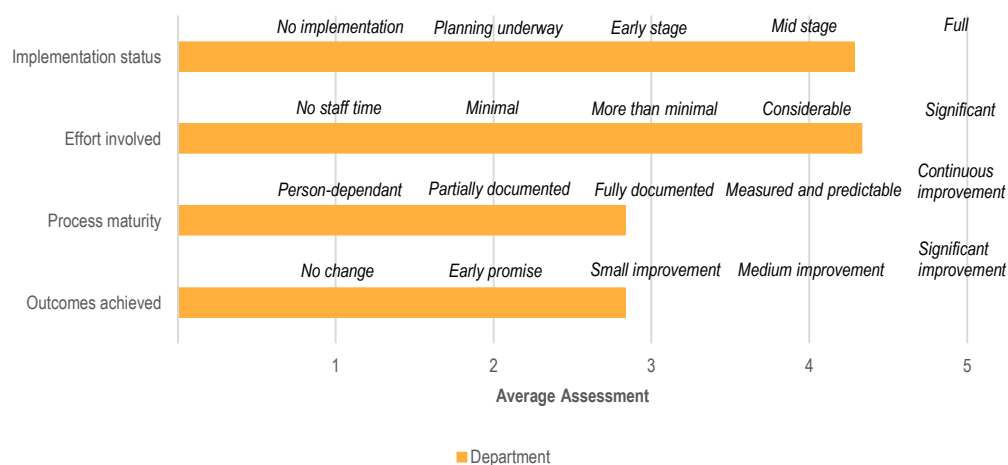 No implementation Planning underway Early stage Mid stage Full
Implementation status
No staff time Minimal More than minimal Considerable Significant
Effort involved
Person-dependant Partially documented Fully documented Measured and predictable Continuous
improvement
Process maturity
No change Early promise Small improvement Medium improvement Significant
improvement
Outcomes achieved
1 2 3 4 5
Average Assessment
Department